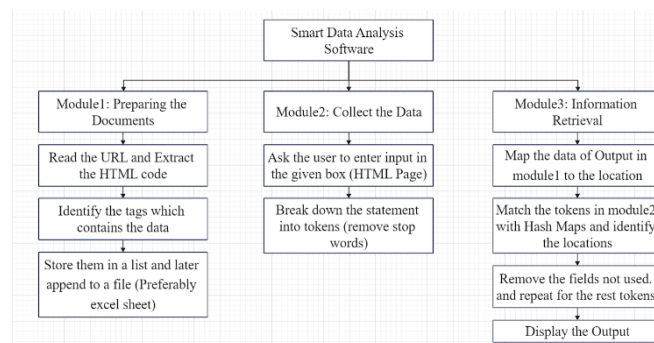 Smart Data Analysis
Software
Module1: Preparing the
Documents
Read the URL and Extract
the HTML code
Identify the tags which
contains the data
Store them in a list and later
append to a file (Preferably
excel sheet)
Module2: Collect the Data
Ask the user to enter input in
the given box (HTML Page)
Break down the statement
into tokens (remove stop
words)
Module3: Information
Retrieval
Map the data of Output in
module1 to the location
Match the tokens in module2
with Hash Maps and identify
the locations
Remove the fields not used.
and repeat for the rest tokens
Display the Output